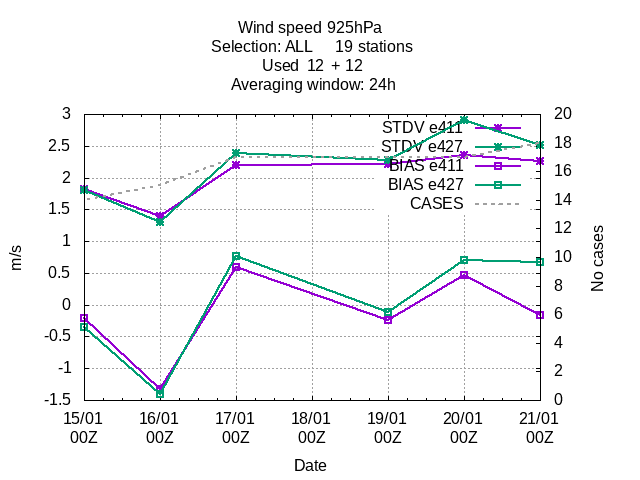 Wind speed 925hPa
Selection: ALL 19 stations
Used 12 + 12
Averaging window: 24h
3
2.5
2
1.5
1
0.5
0
-0.5
-1
-1.5
m/s
20
18
16
14
12
10
8
6
4
2
0
No cases
STDV e411
STDV e427
BIAS e411
BIAS e427
CASES
15/01 16/01 17/01 18/01 19/01 20/01 21/01
00Z 00Z 00Z 00Z 00Z 00Z 00Z
Date